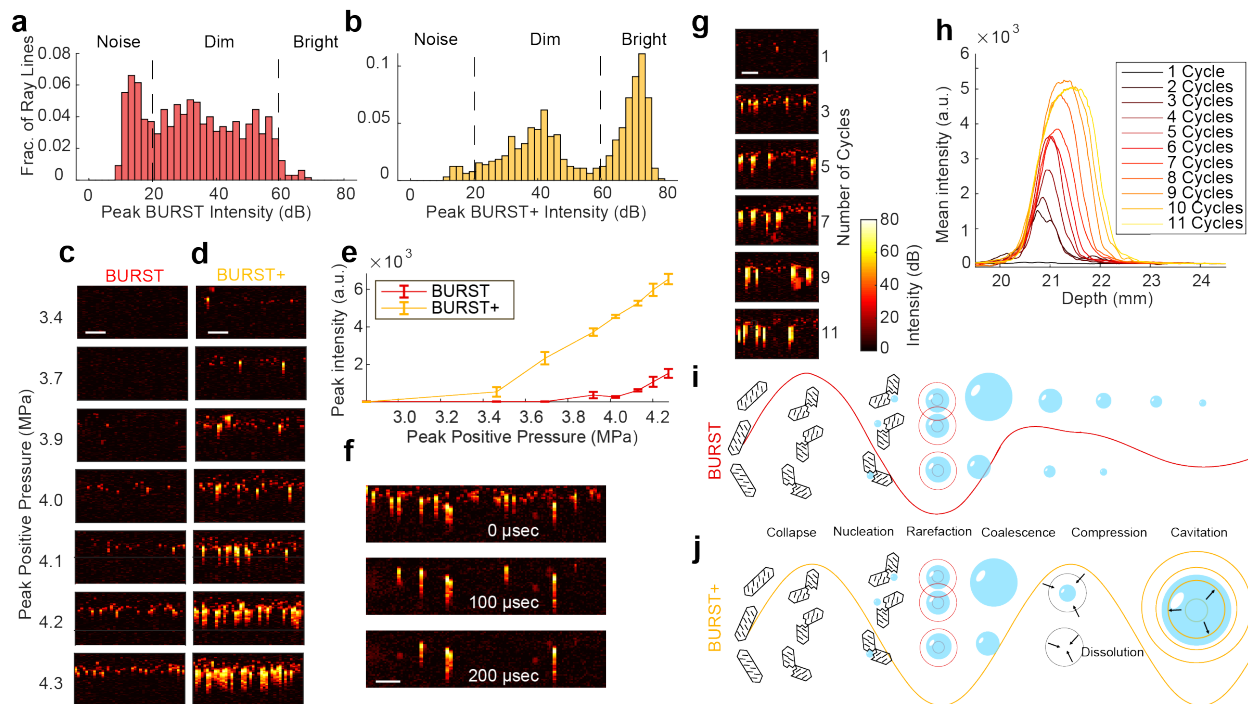 a
Noise Dim Bright
Frac. of Ray Lines
0.08
0.06
0.04
0.02
0
0 20 40 60 80
Peak BURST Intensity (dB)
b
Noise Dim Bright
0.1
0.05
0
0 20 40 60 80
Peak BURST+ Intensity (dB)
c
BURST
d
BURST+
Peak Positive Pressure (MPa)
3.4
3.7
3.9
4.0
4.1
4.2
4.3
e
× 10³
Peak intensity (a.u.)
6
4
2
0
BURST
BURST+
3.0 3.4 3.6 3.8 4.0 4.2
Peak Positive Pressure (MPa)
f
0 μsec
100 μsec
200 μsec
g
1
3
5
7
9
11
Number of Cycles
80
60
40
20
0
Intensity (dB)
h
× 10³
Mean intensity (a.u.)
6
5
4
3
2
1
0
20 21 22 23 24
Depth (mm)
1 Cycle
2 Cycles
3 Cycles
4 Cycles
5 Cycles
6 Cycles
7 Cycles
8 Cycles
9 Cycles
10 Cycles
11 Cycles
i
BURST
Collapse Nucleation Rarefaction Coalescence Compression Cavitation
j
BURST+
Dissolution